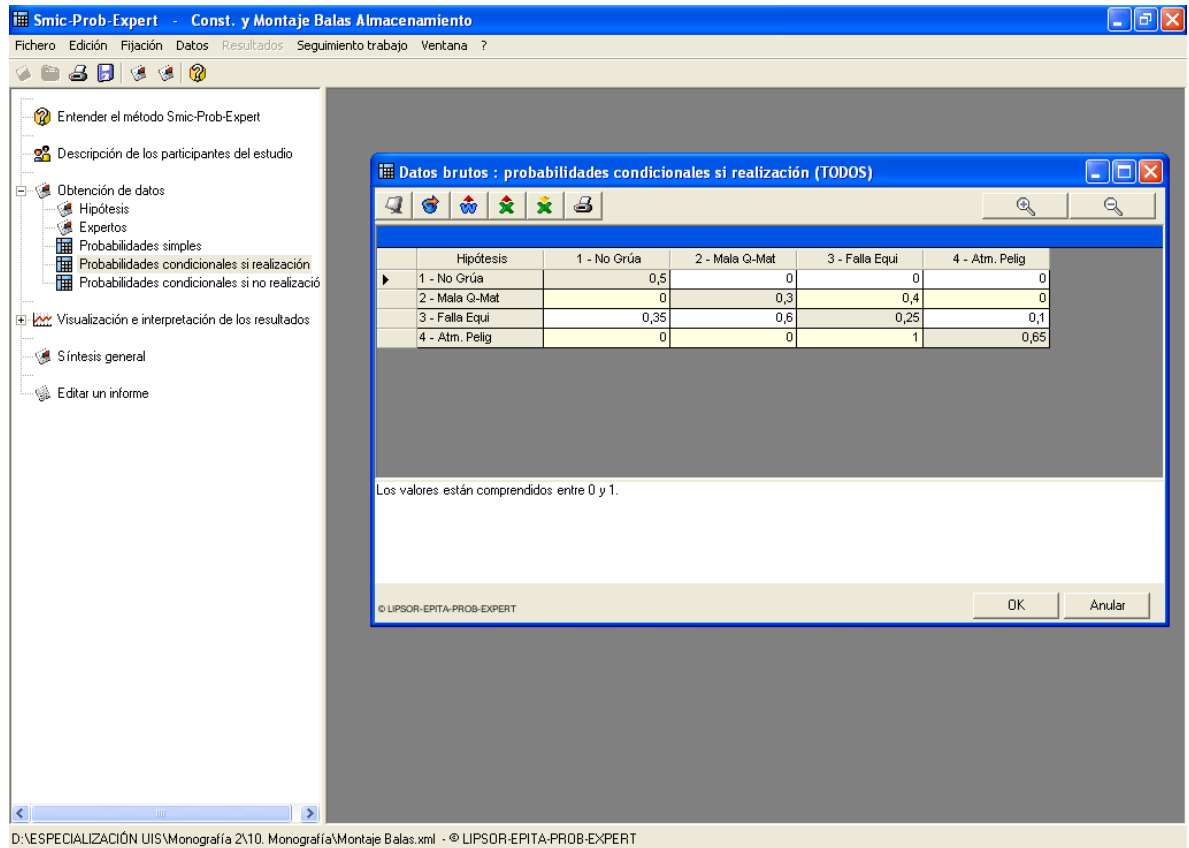 Smic-Prob-Expert - Const. y Montaje Balas Almacenamiento
Fichero Edición Fijación Datos Resultados Seguimiento trabajo Ventana ?
Entender el método Smic-Prob-Expert
Descripción de los participantes del estudio
Obtención de datos
Hipótesis
Expertos
Probabilidades simples
Probabilidades condicionales si realización
Probabilidades condicionales si no realizació
Visualización e interpretación de los resultados
Síntesis general
Editar un informe
Datos brutos : probabilidades condicionales si realización (TODOS)
Hipótesis 1 - No Grúa 2 - Mala Q-Mat 3 - Falla Equi 4 - Atm. Pelig
1 - No Grúa 0,5 0 0 0
2 - Mala Q-Mat 0 0,3 0,4 0
3 - Falla Equi 0,35 0,6 0,25 0,1
4 - Atm. Pelig 0 0 1 0,65
Los valores están comprendidos entre 0 y 1.
© LIPSOR-EPITA-PROB-EXPERT
OK Anular
D:\ESPECIALIZACIÓN UIS\Monografía 2\10. Monografía\Montaje Balas.xml - © LIPSOR-EPITA-PROB-EXPERT